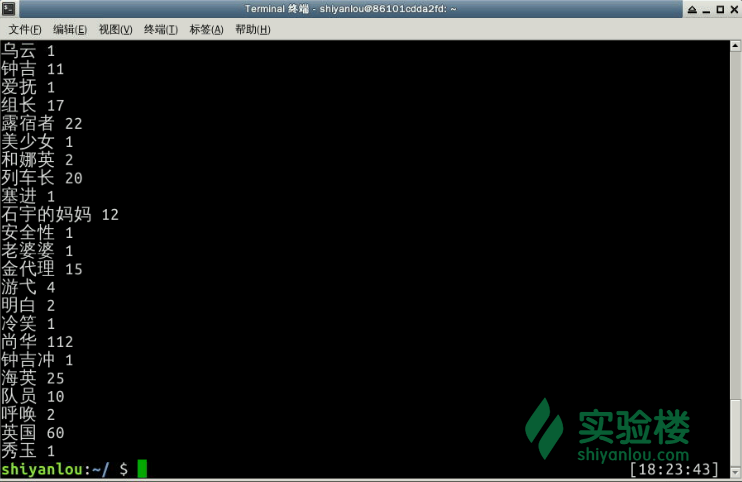 Terminal 终端 - shiyanlou@86101cdda2fd: ~
文件(F) 编辑(E) 视图(V) 终端(T) 标签(A) 帮助(H)
乌云 1
钟吉 11
爱抚 1
组长 17
露宿者 22
美少女 1
和娜英 2
列车长 20
塞进 1
石宇的妈妈 12
安全性 1
老婆婆 1
金代理 15
游弋 4
明白 2
冷笑 1
尚华 112
钟吉冲 1
海英 25
队员 10
呼唤 2
英国 60
秀玉 1
shiyanlou:~/ $ [18:23:43]
实验楼
shiyanlou.com